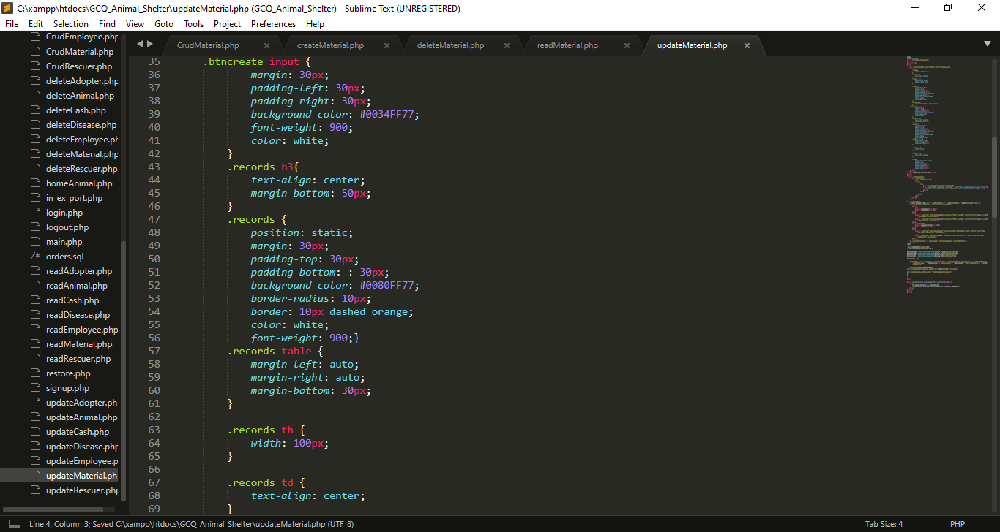 C:\xampp\htdocs\GCQ_Animal_Shelter\updateMaterial.php (GCQ_Animal_Shelter) - Sublime Text (UNREGISTERED)
File Edit Selection Find View Goto Tools Project Preferences Help
CrudEmployee.php
CrudMaterial.php
CrudRescuer.php
deleteAdopter.php
deleteAnimal.php
deleteCash.php
deleteDisease.php
deleteEmployee.ph
deleteMaterial.php
deleteRescuer.php
homeAnimal.php
in_ex_port.php
login.php
logout.php
main.php
/* orders.sql
readAdopter.php
readAnimal.php
readCash.php
readDisease.php
readEmployee.php
readMaterial.php
readRescuer.php
restore.php
signup.php
updateAdopter.ph
updateAnimal.php
updateCash.php
updateDisease.php
updateEmployee.p
updateMaterial.ph
updateRescuer.php
CrudMaterial.php × createMaterial.php × deleteMaterial.php × readMaterial.php × updateMaterial.php ×
35 .btncreate input {
36 margin: 30px;
37 padding-left: 30px;
38 padding-right: 30px;
39 background-color: #0034FF77;
40 font-weight: 900;
41 color: white;
42 }
43 .records h3{
44 text-align: center;
45 margin-bottom: 50px;
46 }
47 .records {
48 position: static;
49 margin: 30px;
50 padding-top: 30px;
51 padding-bottom: : 30px;
52 background-color: #0080FF77;
53 border-radius: 10px;
54 border: 10px dashed orange;
55 color: white;
56 font-weight: 900;}
57 .records table {
58 margin-left: auto;
59 margin-right: auto;
60 margin-bottom: 30px;
61 }
62
63 .records th {
64 width: 100px;
65 }
66
67 .records td {
68 text-align: center;
69 }
Line 4, Column 3; Saved C:\xampp\htdocs\GCQ_Animal_Shelter\updateMaterial.php (UTF-8) Tab Size: 4 PHP